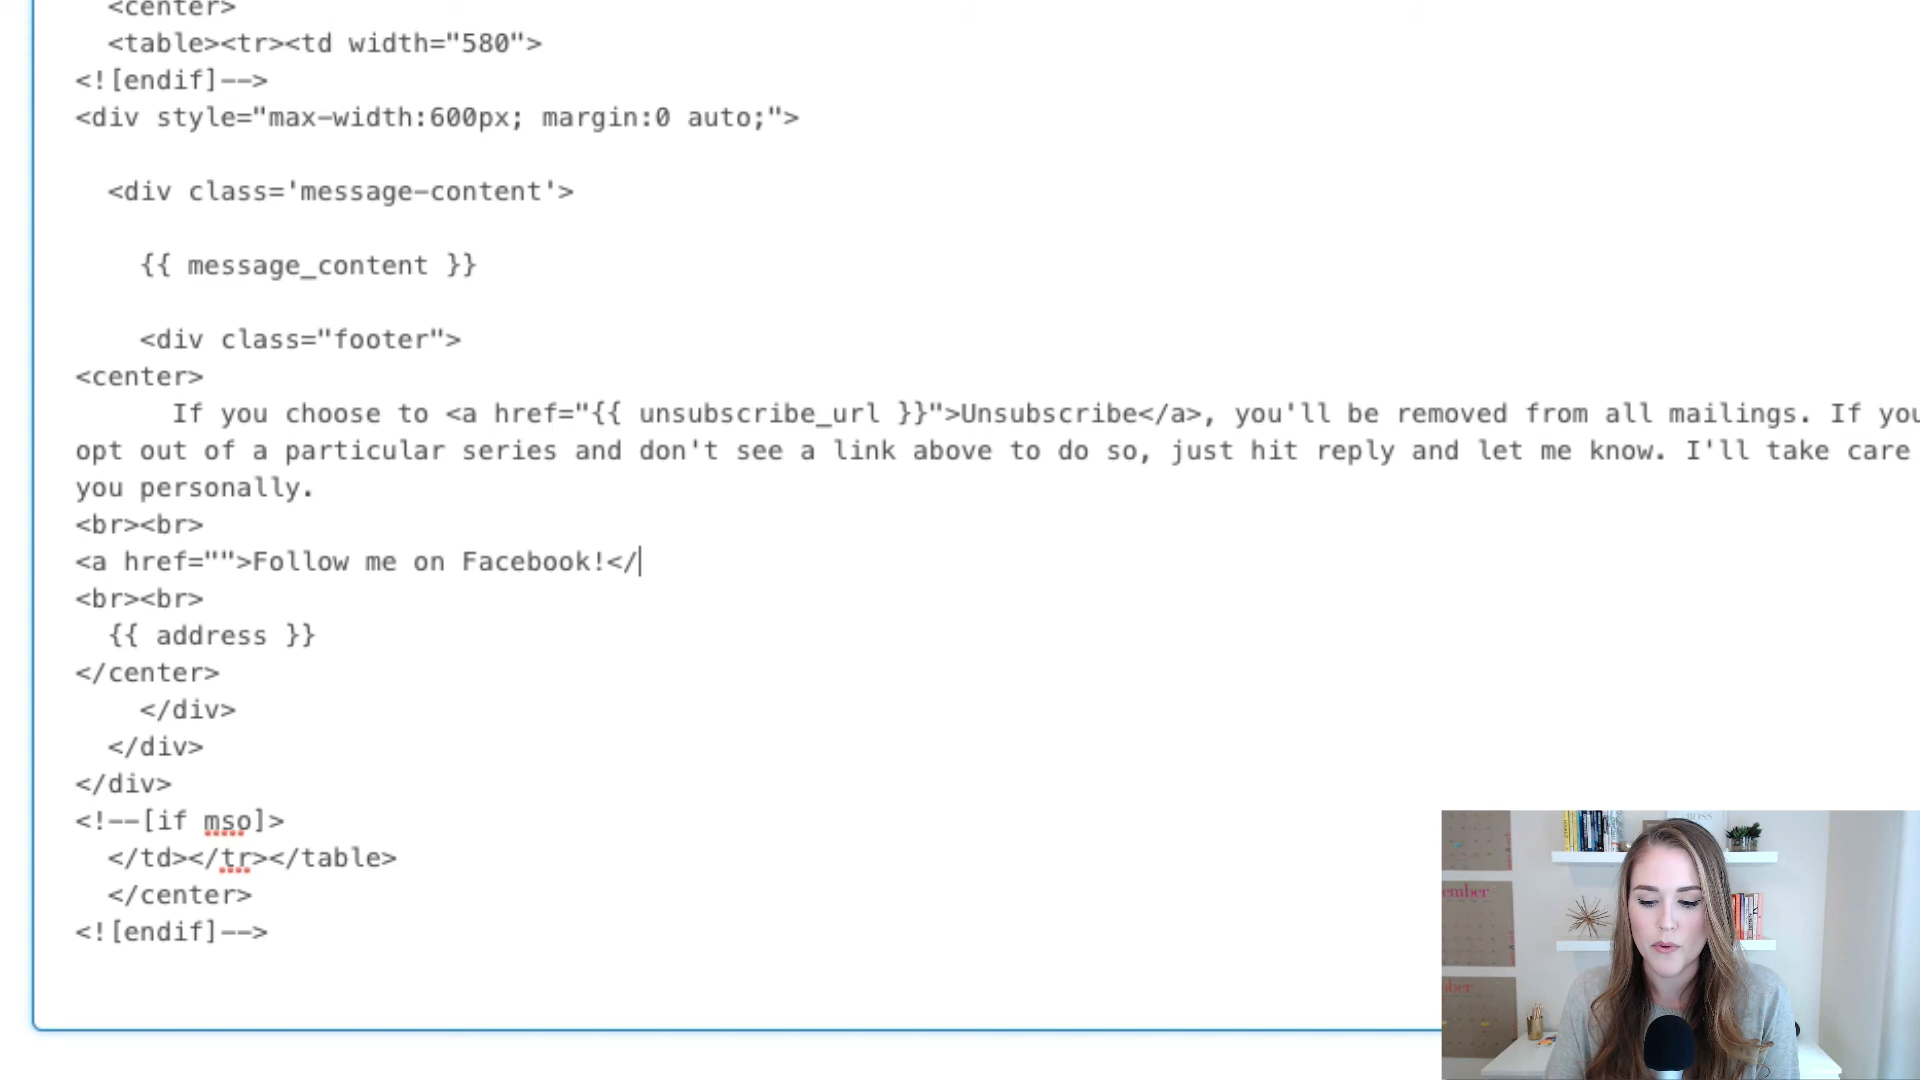 <center>
<table><tr><td width="580">
<![endif]-->
<div style="max-width:600px; margin:0 auto;">
<div class='message-content'>
{{ message_content }}
<div class="footer">
<center>
If you choose to <a href="{{ unsubscribe_url }}">Unsubscribe</a>, you'll be removed from all mailings. If you
opt out of a particular series and don't see a link above to do so, just hit reply and let me know. I'll take care
you personally.
<br><br>
<a href="">Follow me on Facebook!</
<br><br>
{{ address }}
</center>
</div>
</div>
</div>
<!--[if mso]>
</td></tr></table>
</center>
<![endif]-->
BOSS
ember
ober